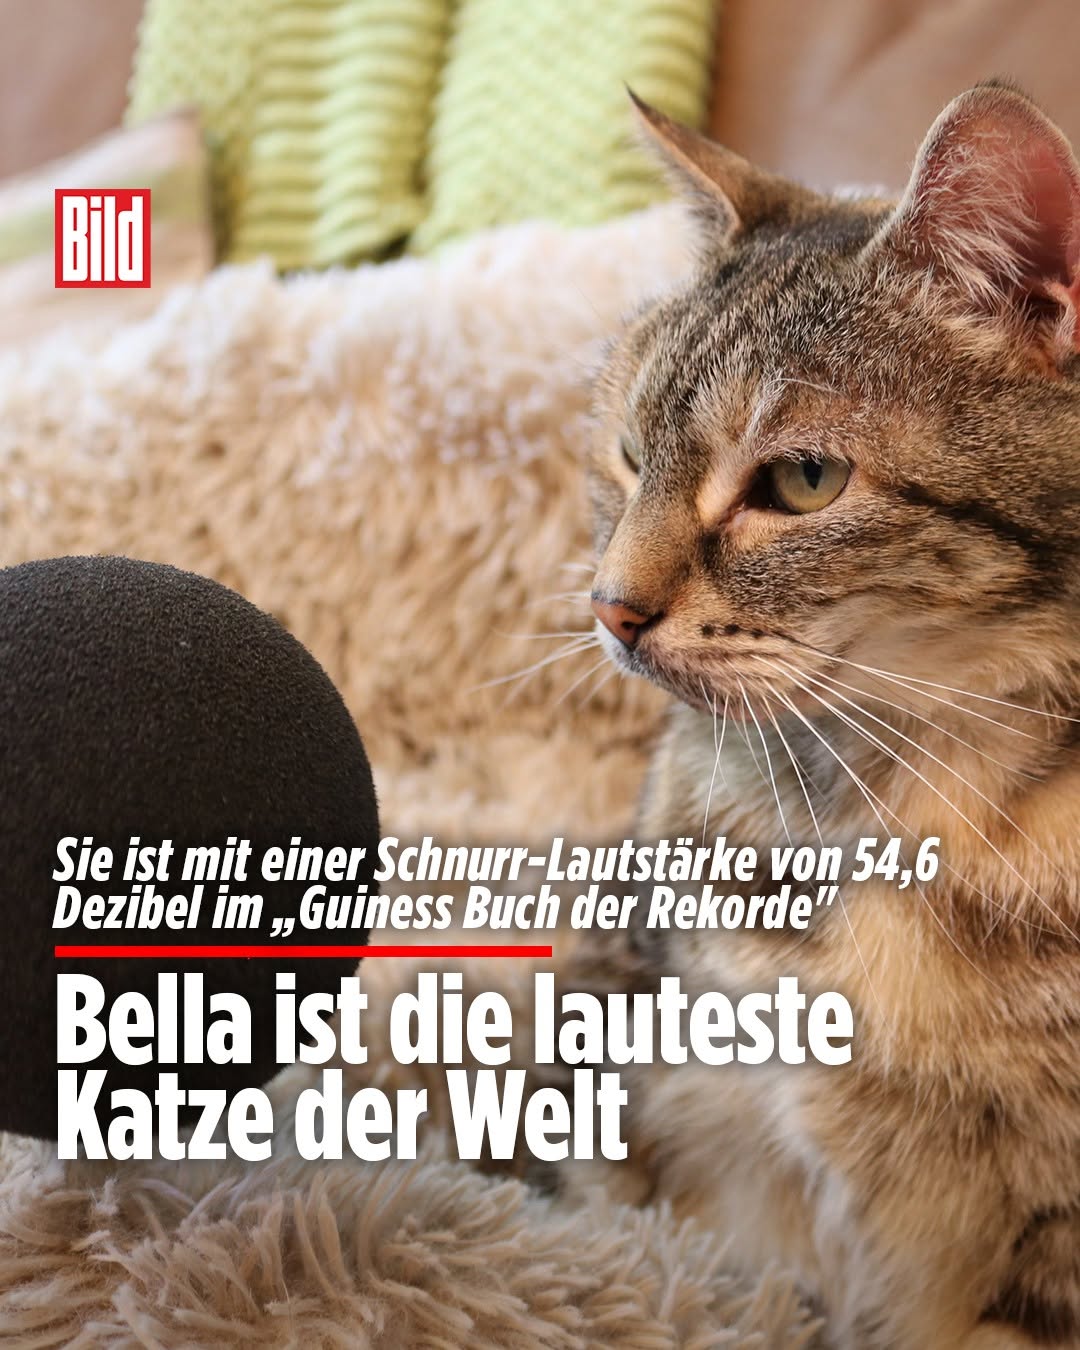 Bild
Sie ist mit einer Schnurr-Lautstärke von 54,6
Dezibel im „Guiness Buch der Rekorde"
Bella ist die lauteste
Katze der Welt